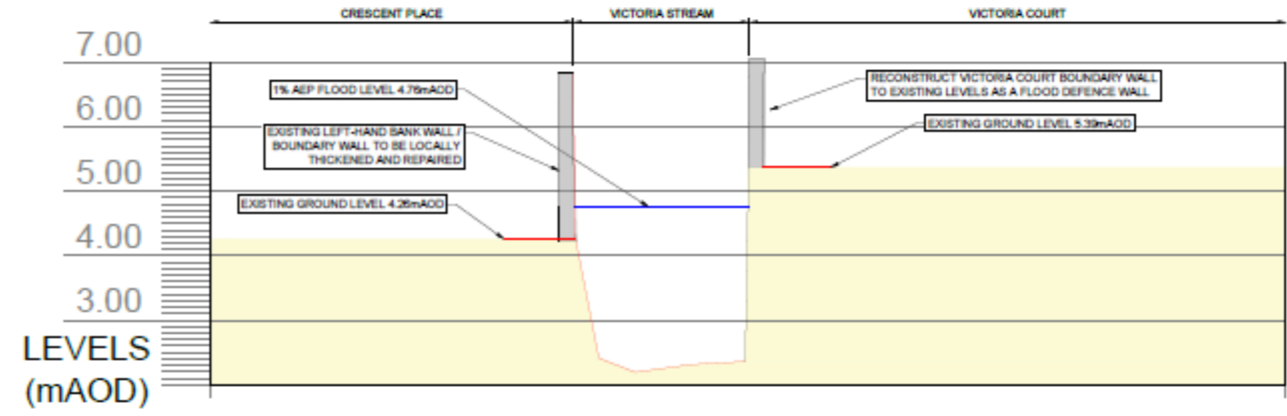 CRESCENT PLACE
VICTORIA STREAM
VICTORIA COURT
7.00
6.00
5.00
4.00
3.00
LEVELS
(mAOD)
1% AEP FLOOD LEVEL 4.76mAOD
EXISTING LEFT-HAND BANK WALL /
BOUNDARY WALL TO BE LOCALLY
THICKENED AND REPAIRED
EXISTING GROUND LEVEL 4.26mAOD
RECONSTRUCT VICTORIA COURT BOUNDARY WALL
TO EXISTING LEVELS AS A FLOOD DEFENCE WALL
EXISTING GROUND LEVEL 5.39mAOD